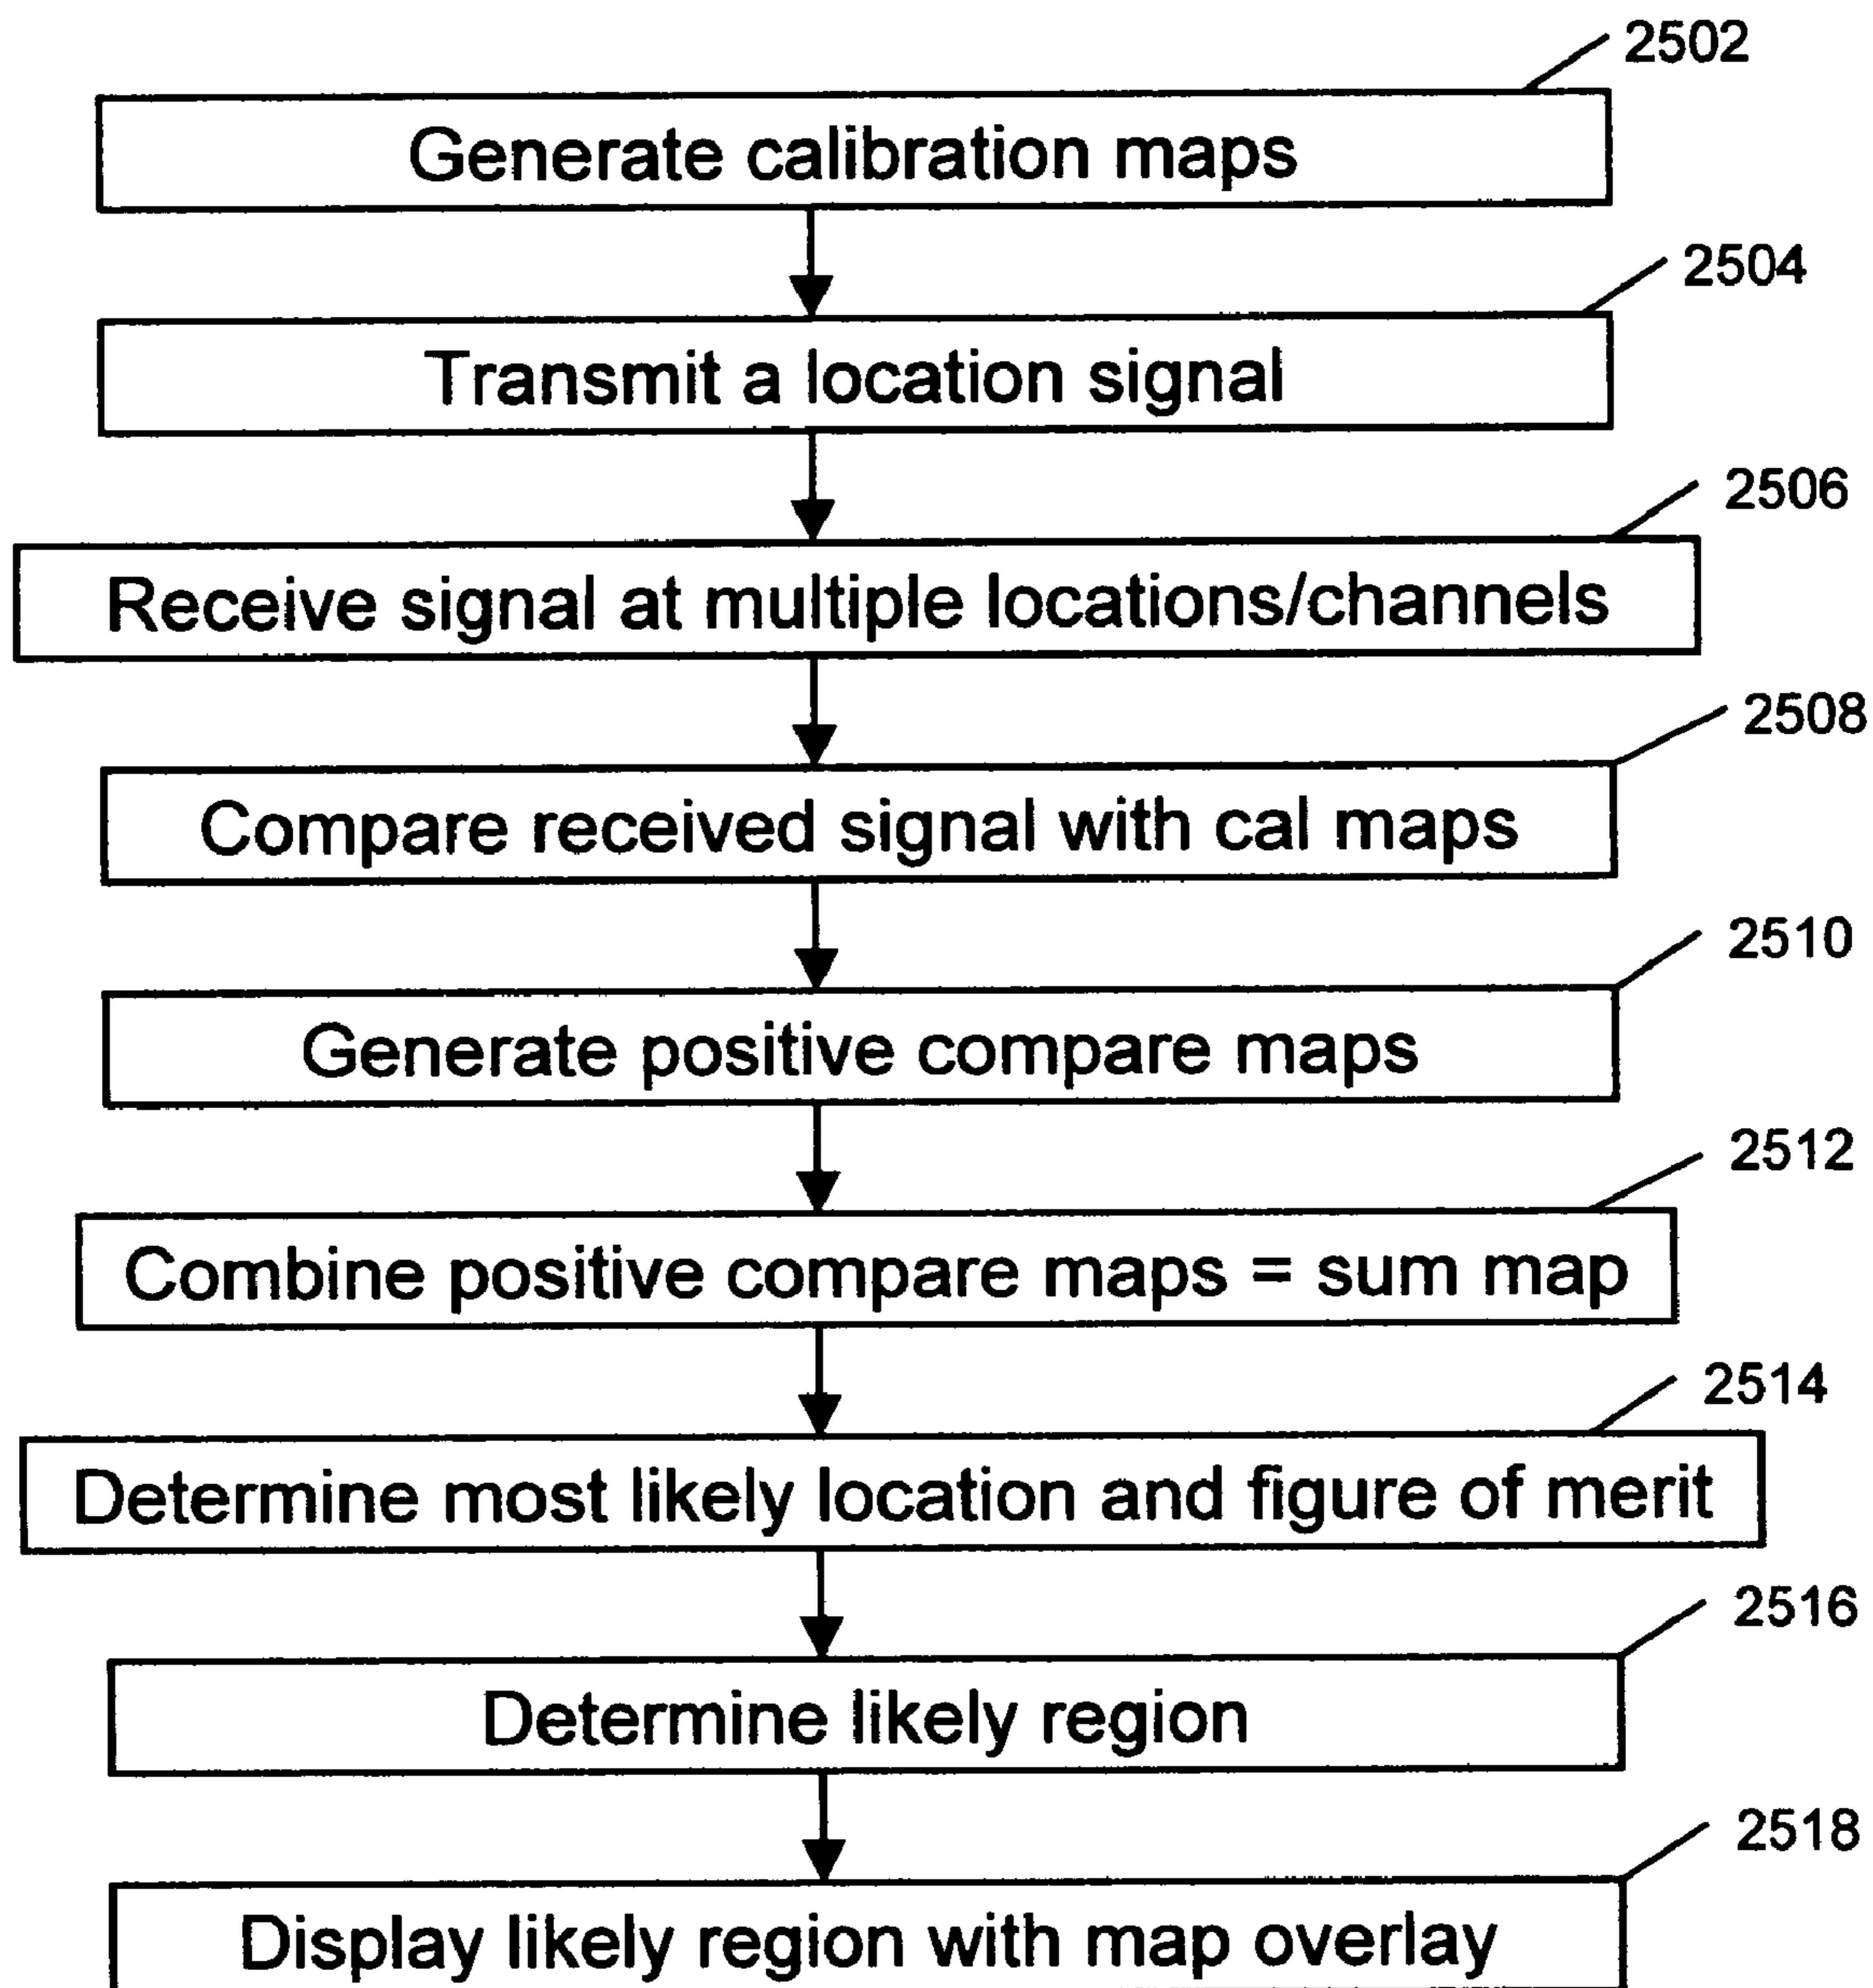 2502
Generate calibration maps
2504
Transmit a location signal
2506
Receive signal at multiple locations/channels
2508
Compare received signal with cal maps
2510
Generate positive compare maps
2512
Combine positive compare maps = sum map
2514
Determine most likely location and figure of merit
2516
Determine likely region
2518
Display likely region with map overlay